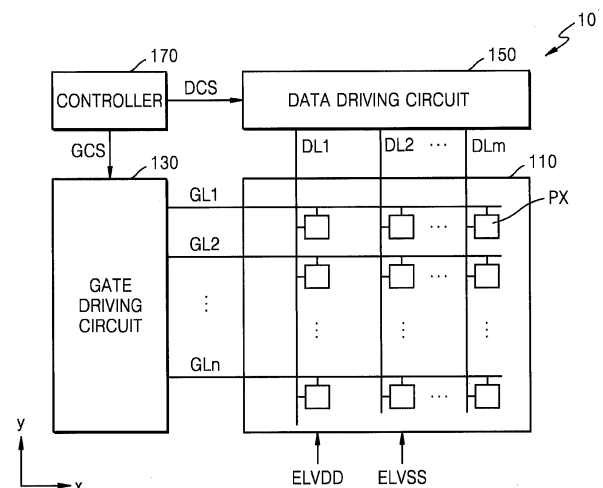 10
170
150
CONTROLLER
DCS
DATA DRIVING CIRCUIT
GCS
DL1
DL2
...
DLm
130
110
GL1
PX
...
GL2
...
GATE
DRIVING
CIRCUIT
⋮
⋮
⋮
⋮
GLn
...
y
x
ELVDD
ELVSS